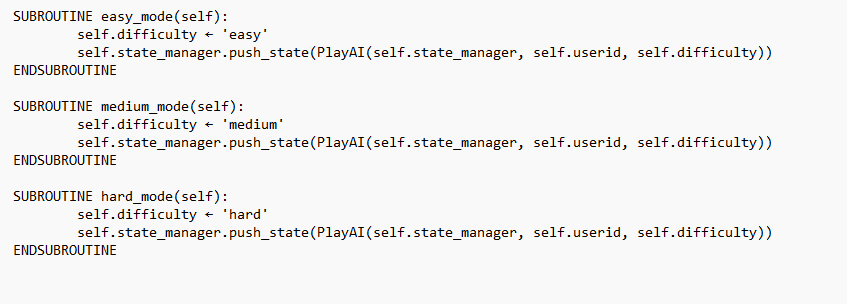 SUBROUTINE easy_mode(self):
        self.difficulty ← 'easy'
        self.state_manager.push_state(PlayAI(self.state_manager, self.userid, self.difficulty))
ENDSUBROUTINE

SUBROUTINE medium_mode(self):
        self.difficulty ← 'medium'
        self.state_manager.push_state(PlayAI(self.state_manager, self.userid, self.difficulty))
ENDSUBROUTINE

SUBROUTINE hard_mode(self):
        self.difficulty ← 'hard'
        self.state_manager.push_state(PlayAI(self.state_manager, self.userid, self.difficulty))
ENDSUBROUTINE